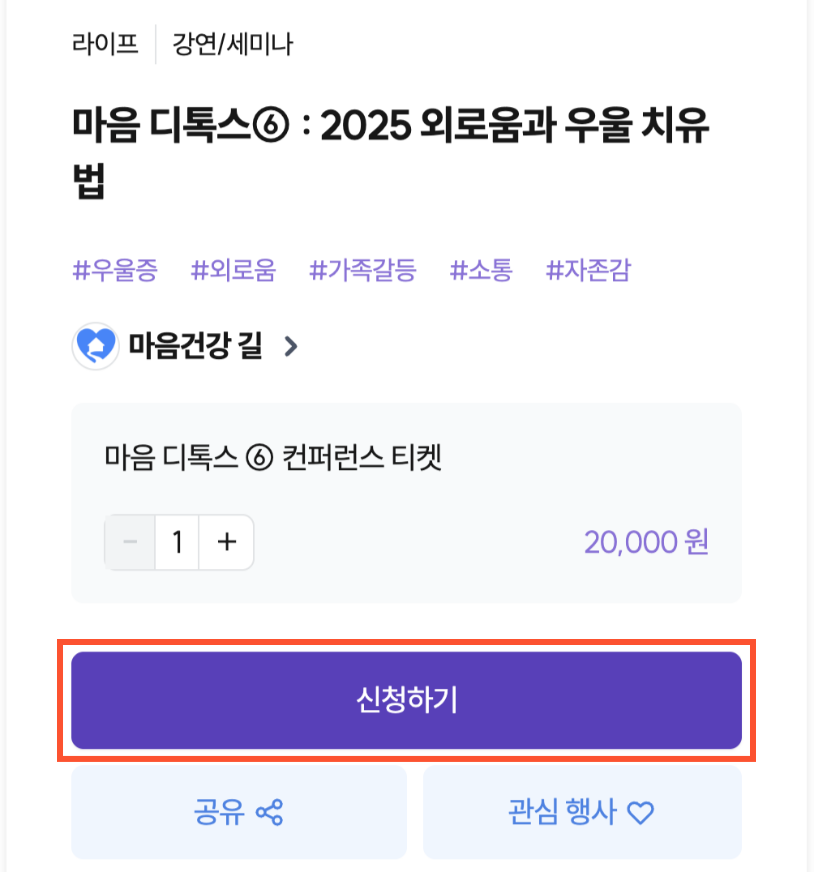 라이프 강연/세미나
마음 디톡스⑥ : 2025 외로움과 우울 치유
법
#우울증 #외로움 #가족갈등 #소통 #자존감
마음건강 길 >
마음 디톡스 ⑥ 컨퍼런스 티켓
− 1 + 20,000 원
신청하기
공유 관심 행사